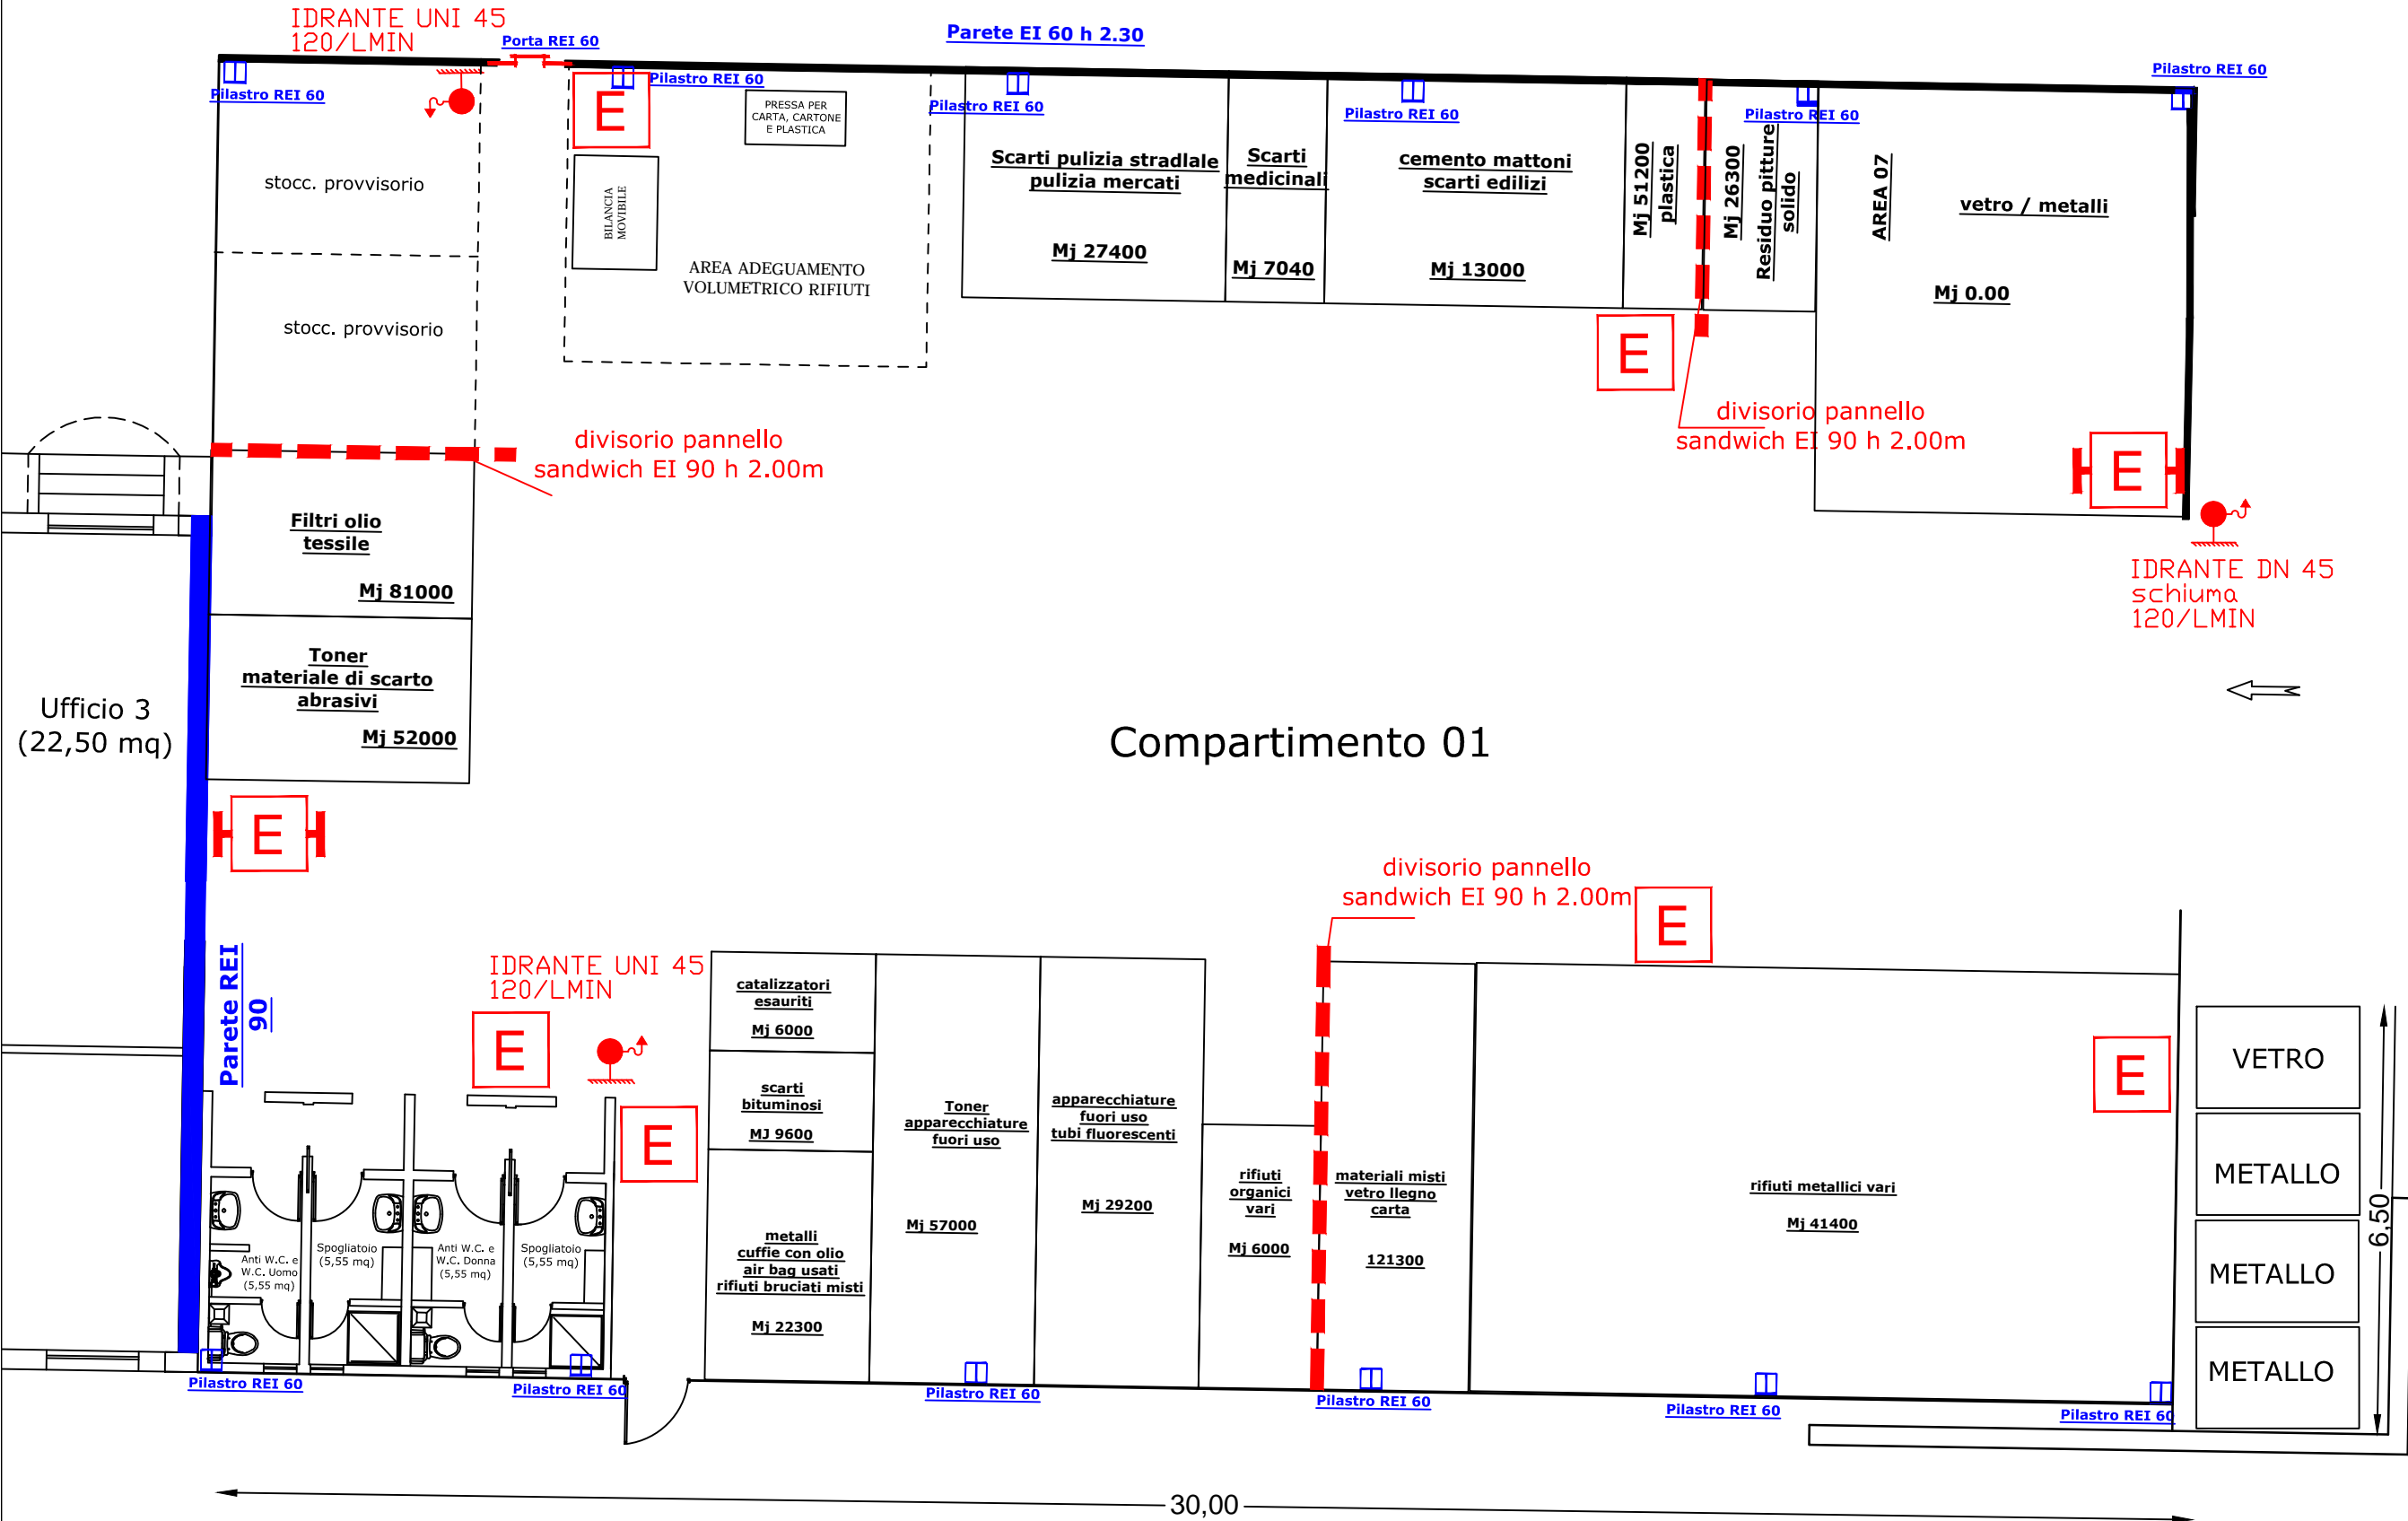 IDRANTE UNI 45
120/LMIN
Porta REI 60
Parete EI 60 h 2.30
Pilastro REI 60
Pilastro REI 60
Pilastro REI 60
Pilastro REI 60
Pilastro REI 60
Pilastro REI 60
E
PRESSA PER
CARTA, CARTONE
E PLASTICA
BILANCIA
MOVIBILE
AREA ADEGUAMENTO
VOLUMETRICO RIFIUTI
stocc. provvisorio
stocc. provvisorio
Scarti pulizia stradlale
pulizia mercati
Mj 27400
Scarti
medicinali
Mj 7040
cemento mattoni
scarti edilizi
Mj 13000
Mj 51200
plastica
Mj 26300
Residuo pitture
solido
AREA 07
vetro / metalli
Mj 0.00
E
divisorio pannello
sandwich EI 90 h 2.00m
divisorio pannello
sandwich EI 90 h 2.00m
E
IDRANTE DN 45
schiuma
120/LMIN
Filtri olio
tessile
Mj 81000
Toner
materiale di scarto
abrasivi
Mj 52000
Ufficio 3
(22,50 mq)
Compartimento 01
E
Parete REI
90
IDRANTE UNI 45
120/LMIN
E
E
divisorio pannello
sandwich EI 90 h 2.00m
E
catalizzatori
esauriti
Mj 6000
scarti
bituminosi
MJ 9600
metalli
cuffie con olio
air bag usati
rifiuti bruciati misti
Mj 22300
Toner
apparecchiature
fuori uso
Mj 57000
apparecchiature
fuori uso
tubi fluorescenti
Mj 29200
rifiuti
organici
vari
Mj 6000
materiali misti
vetro llegno
carta
121300
rifiuti metallici vari
Mj 41400
E
VETRO
METALLO
METALLO
METALLO
6,50
Anti W.C. e
W.C. Uomo
(5,55 mq)
Spogliatoio
(5,55 mq)
Anti W.C. e
W.C. Donna
(5,55 mq)
Spogliatoio
(5,55 mq)
Pilastro REI 60
Pilastro REI 60
Pilastro REI 60
Pilastro REI 60
Pilastro REI 60
Pilastro REI 60
30,00